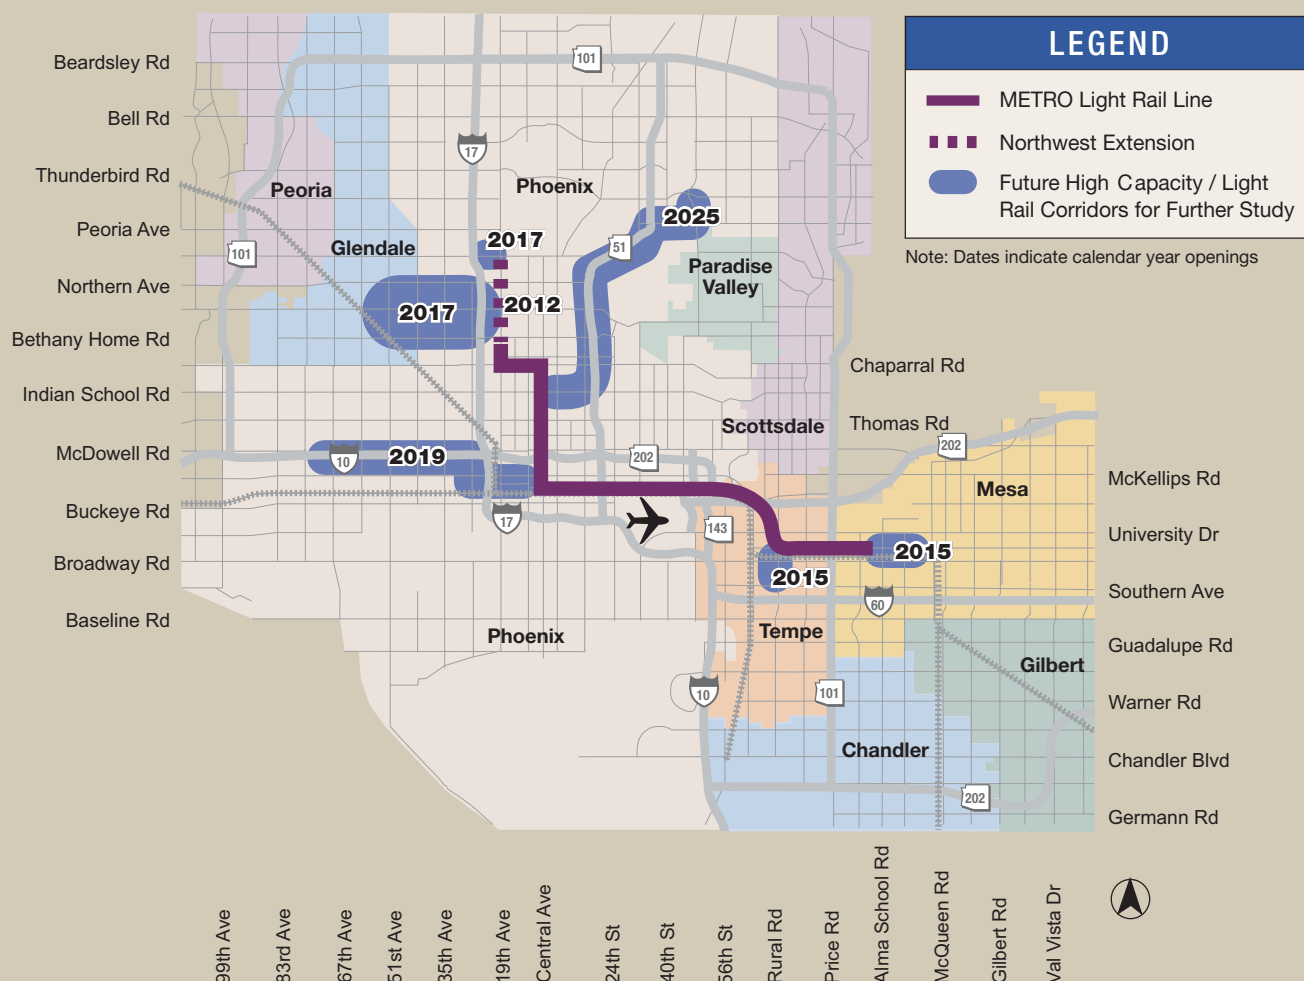 LEGEND
METRO Light Rail Line
Northwest Extension
Future High Capacity / Light
Rail Corridors for Further Study
Note: Dates indicate calendar year openings
Beardsley Rd
Bell Rd
Thunderbird Rd
Peoria Ave
Northern Ave
Bethany Home Rd
Indian School Rd
McDowell Rd
Buckeye Rd
Broadway Rd
Baseline Rd
101
17
Peoria
Phoenix
2025
2017
51
101
Glendale
Paradise
Valley
2012
2017
Chaparral Rd
Thomas Rd
Scottsdale
202
2019
10
202
McKellips Rd
Mesa
17
143
University Dr
2015
2015
Southern Ave
60
Tempe
Phoenix
Guadalupe Rd
Gilbert
10
101
Warner Rd
Chandler
Chandler Blvd
202
Germann Rd
99th Ave
83rd Ave
67th Ave
51st Ave
35th Ave
19th Ave
Central Ave
24th St
40th St
56th St
Rural Rd
Price Rd
Alma School Rd
McQueen Rd
Gilbert Rd
Val Vista Dr